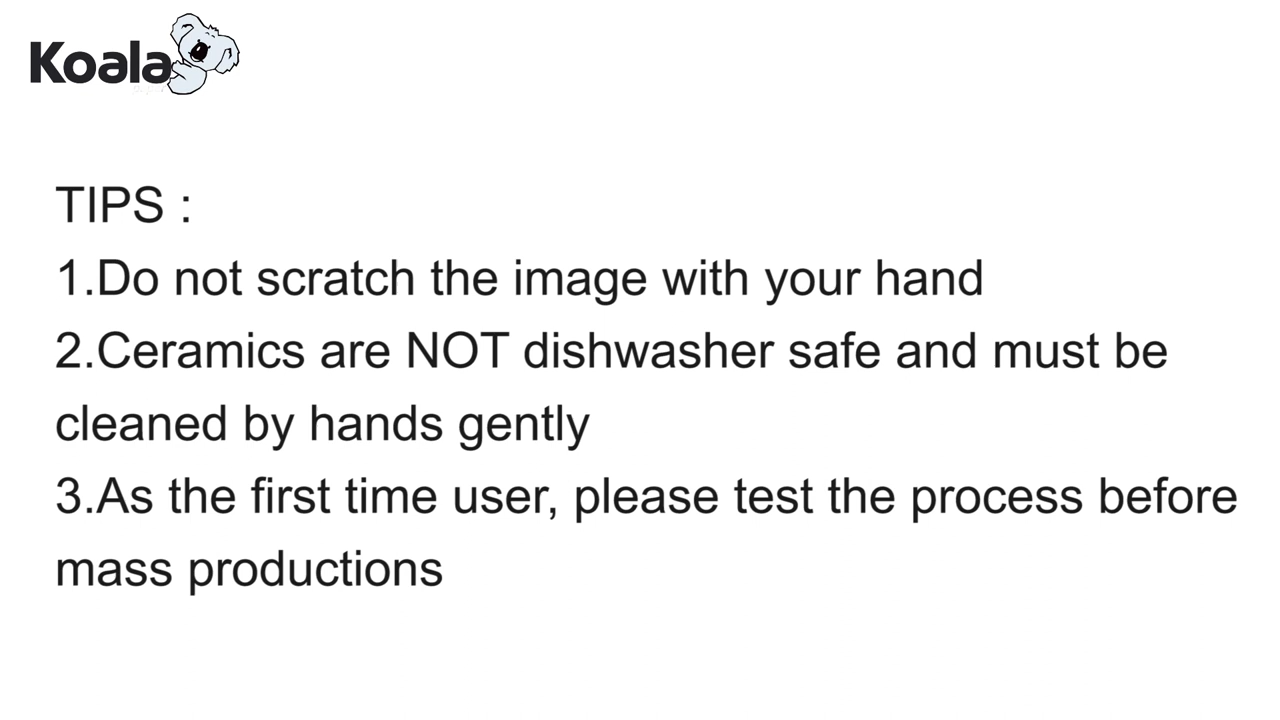 Koala
TIPS :
1.Do not scratch the image with your hand
2.Ceramics are NOT dishwasher safe and must be
cleaned by hands gently
3.As the first time user, please test the process before
mass productions